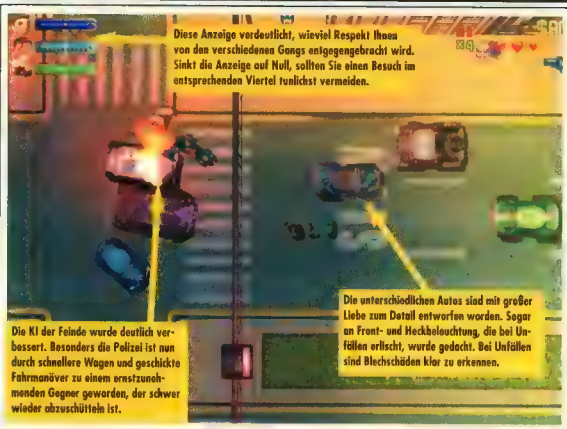 Diese Anzeige verdeutlicht, wieviel Respekt Ihnen
von den verschiedenen Gangs entgegengebracht wird.
Sinkt die Anzeige auf Null, sollten Sie einen Besuch im
entsprechenden Viertel tunlichst vermeiden.
x4
Die KI der Feinde wurde deutlich ver-
bessert. Besonders die Polizei ist nun
durch schnellere Wagen und geschickte
Fahrmanöver zu einem ernstzuneh-
menden Gegner geworden, der schwer
wieder abzuschütteln ist.
Die unterschiedlichen Autos sind mit großer
Liebe zum Detail entworfen worden. Sogar
an Front- und Heckbeleuchtung, die bei Un-
fällen erlischt, wurde gedacht. Bei Unfällen
sind Blechschäden klar zu erkennen.